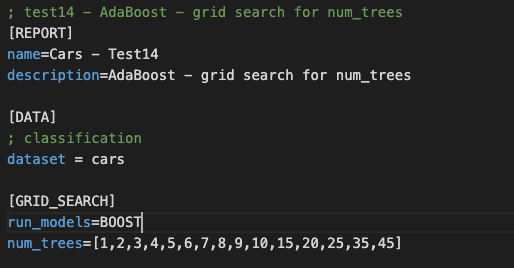 ; test14 - AdaBoost - grid search for num_trees
[REPORT]
name=Cars - Test14
description=AdaBoost - grid search for num_trees
[DATA]
; classification
dataset = cars
[GRID_SEARCH]
run_models=BOOST
num_trees=[1,2,3,4,5,6,7,8,9,10,15,20,25,35,45]